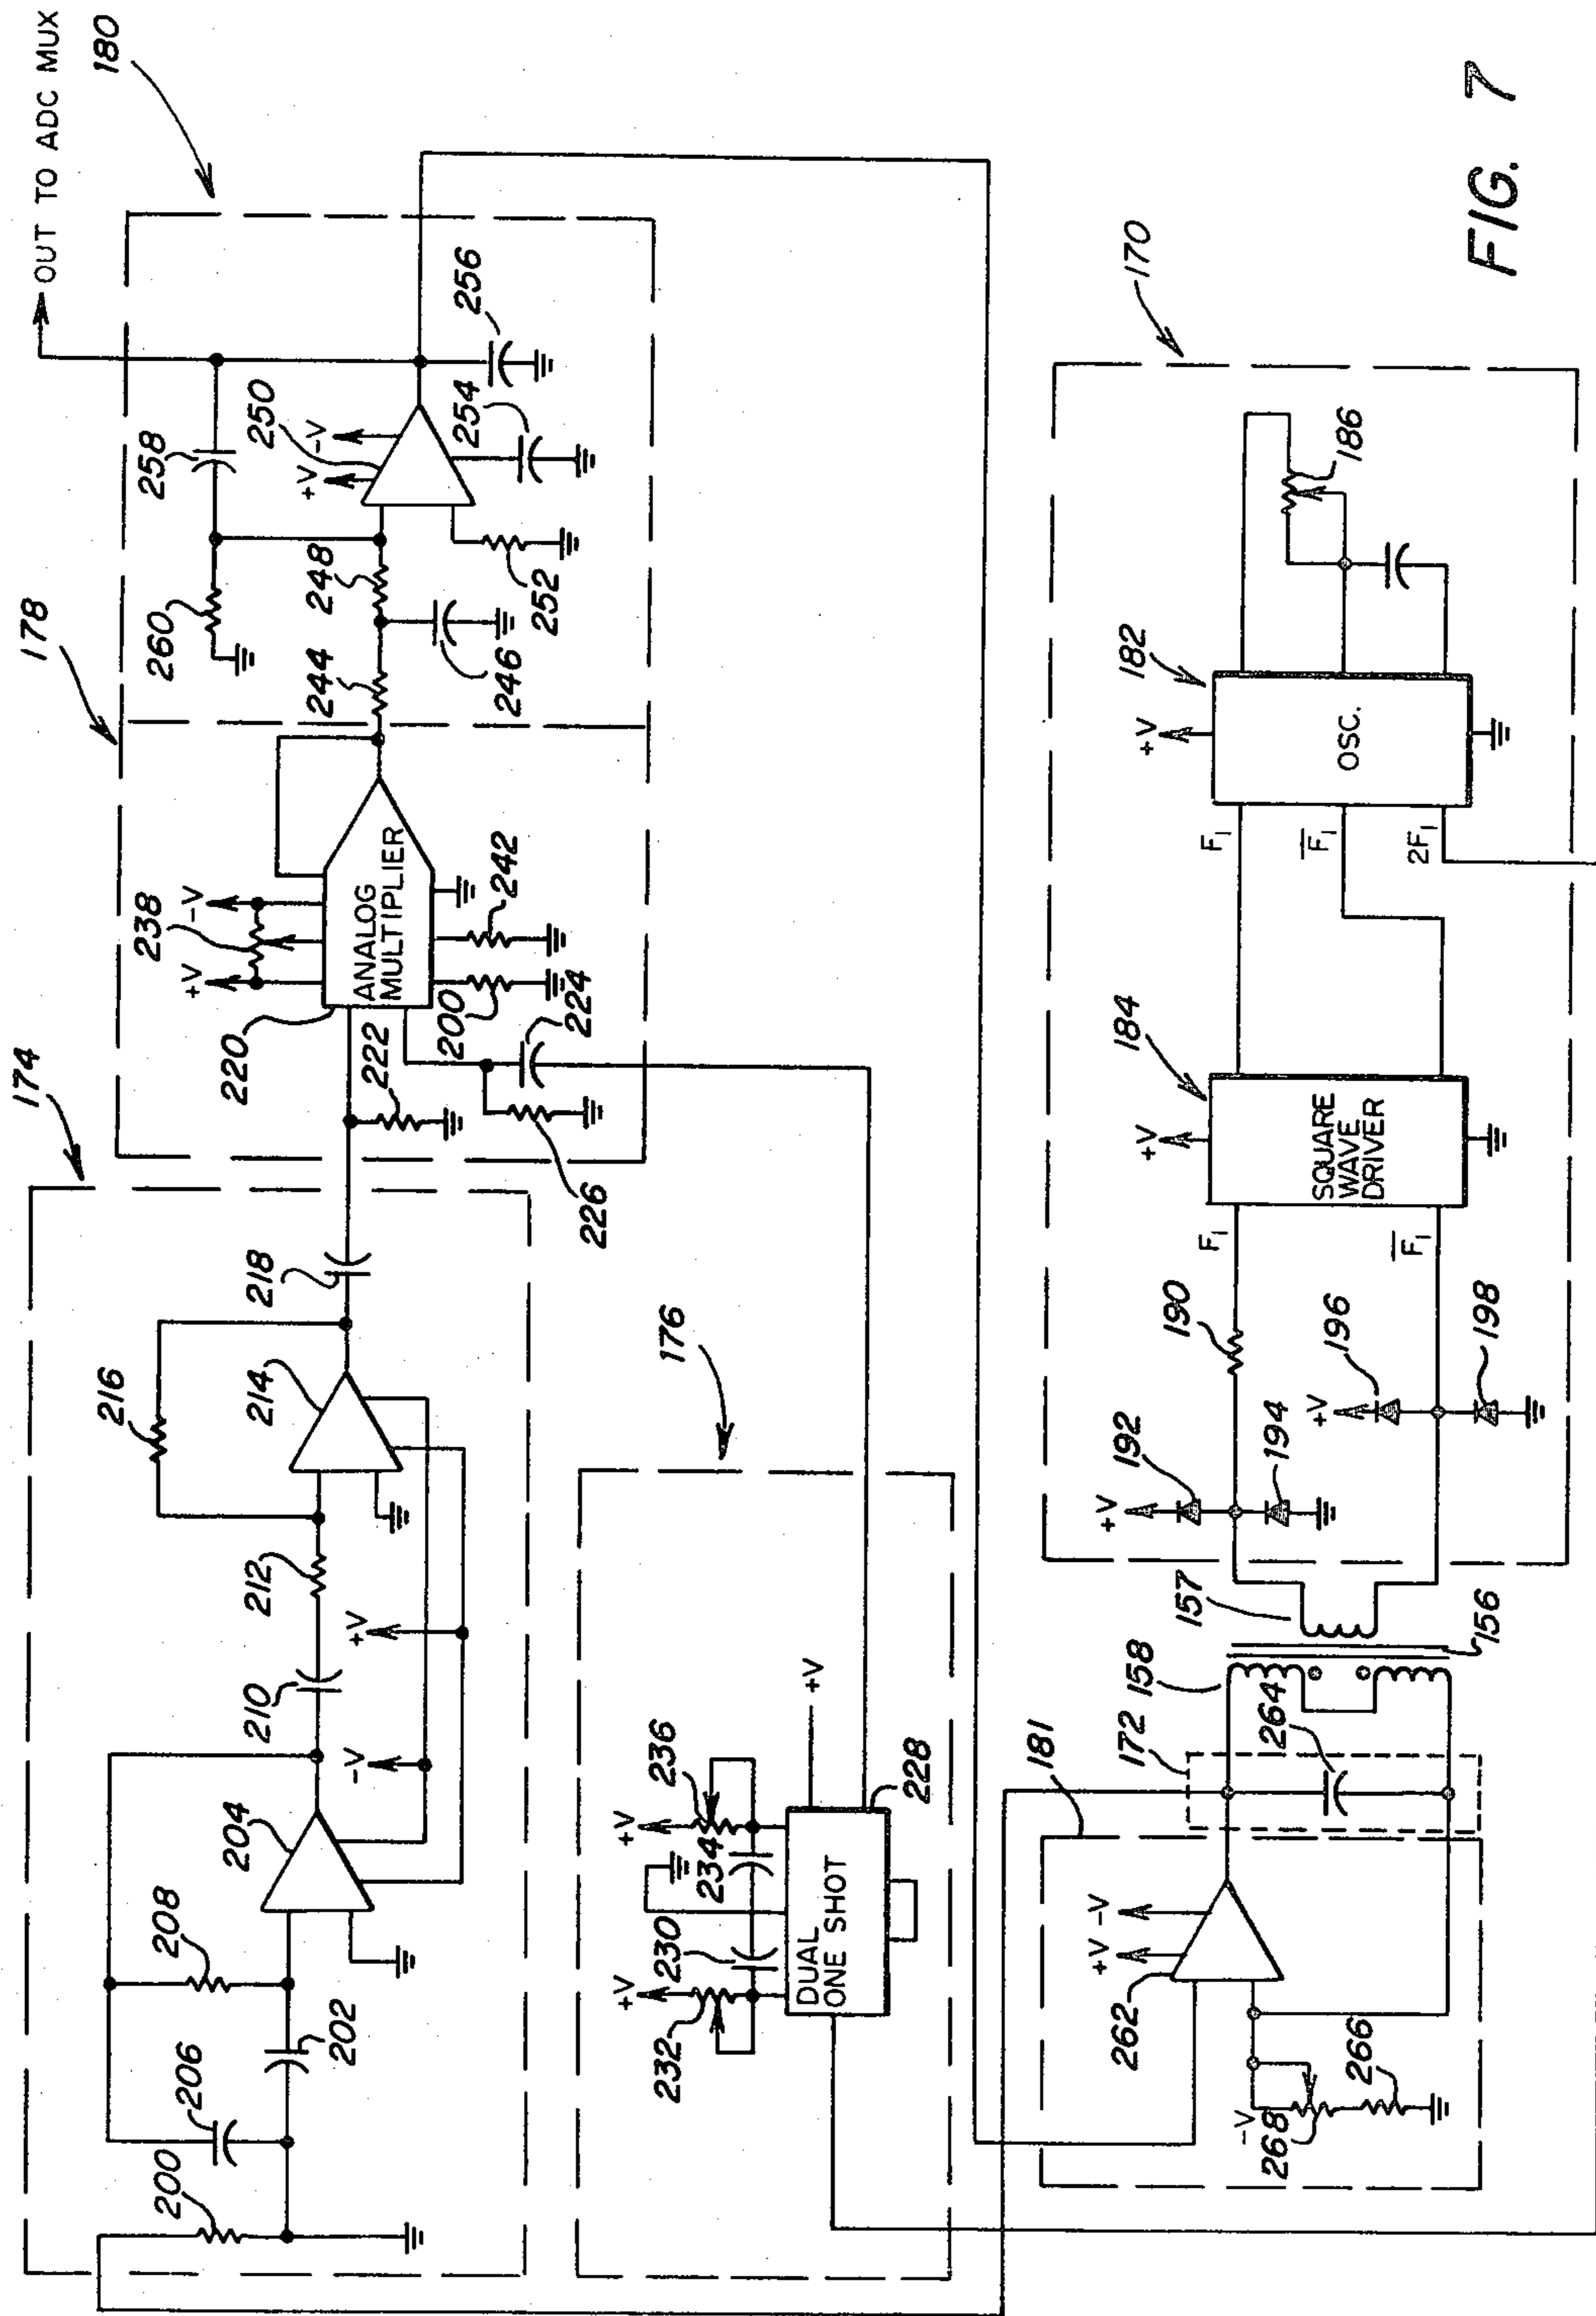 OUT TO ADC MUX
180
178
174
260
258
250
+V
-V
256
254
248
244
246
252
238
+V
-V
220
ANALOG
MULTIPLIER
242
200
222
224
226
216
218
214
212
210
+V
-V
204
208
206
202
200
176
+V
+V
236
234
230
232
+V
DUAL
ONE SHOT
228
FIG. 7
170
186
182
+V
OSC.
F1
F1
2F1
184
+V
SQUARE
WAVE
DRIVER
F1
F1
190
196
+V
198
192
+V
194
157
156
158
264
172
181
+V
-V
262
266
-V
268